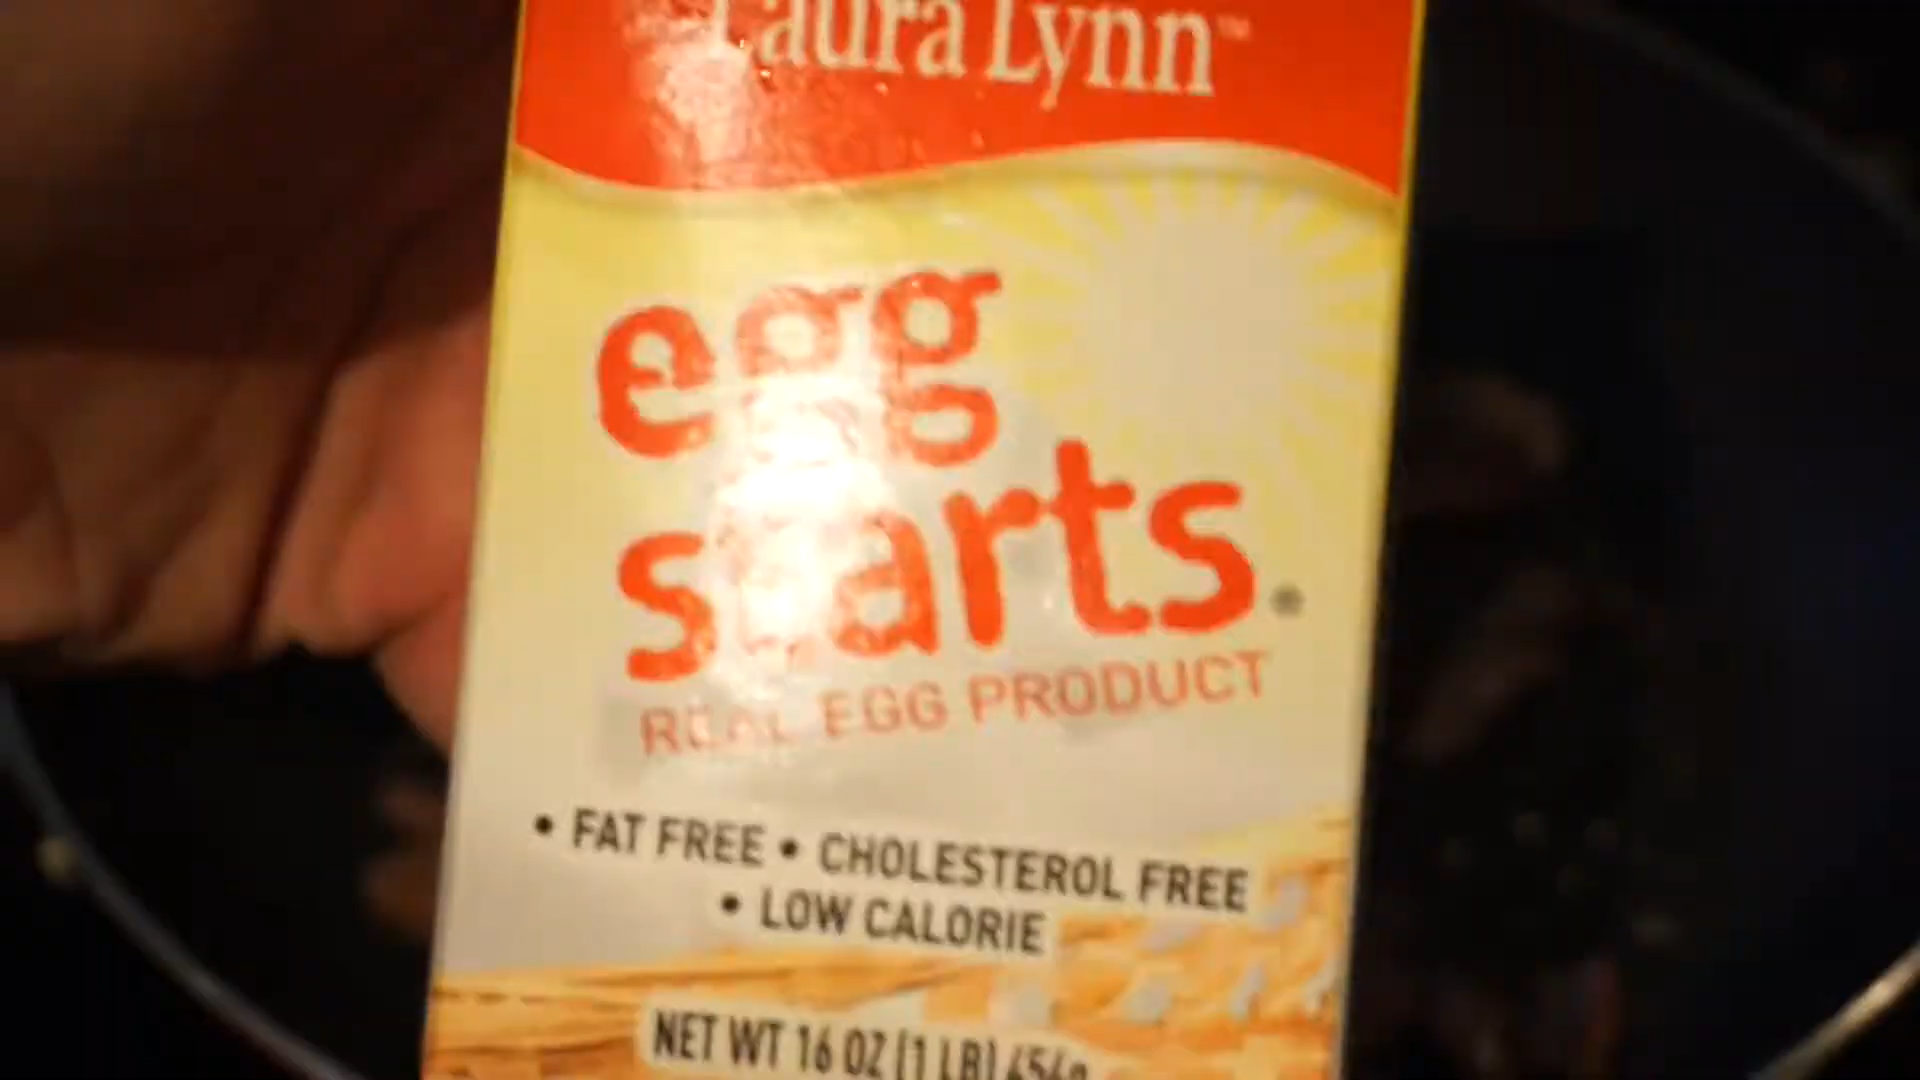 Laura Lynn™
egg
starts
REAL EGG PRODUCT
• FAT FREE • CHOLESTEROL FREE
• LOW CALORIE
NET WT 16 OZ (1 LB) 454g